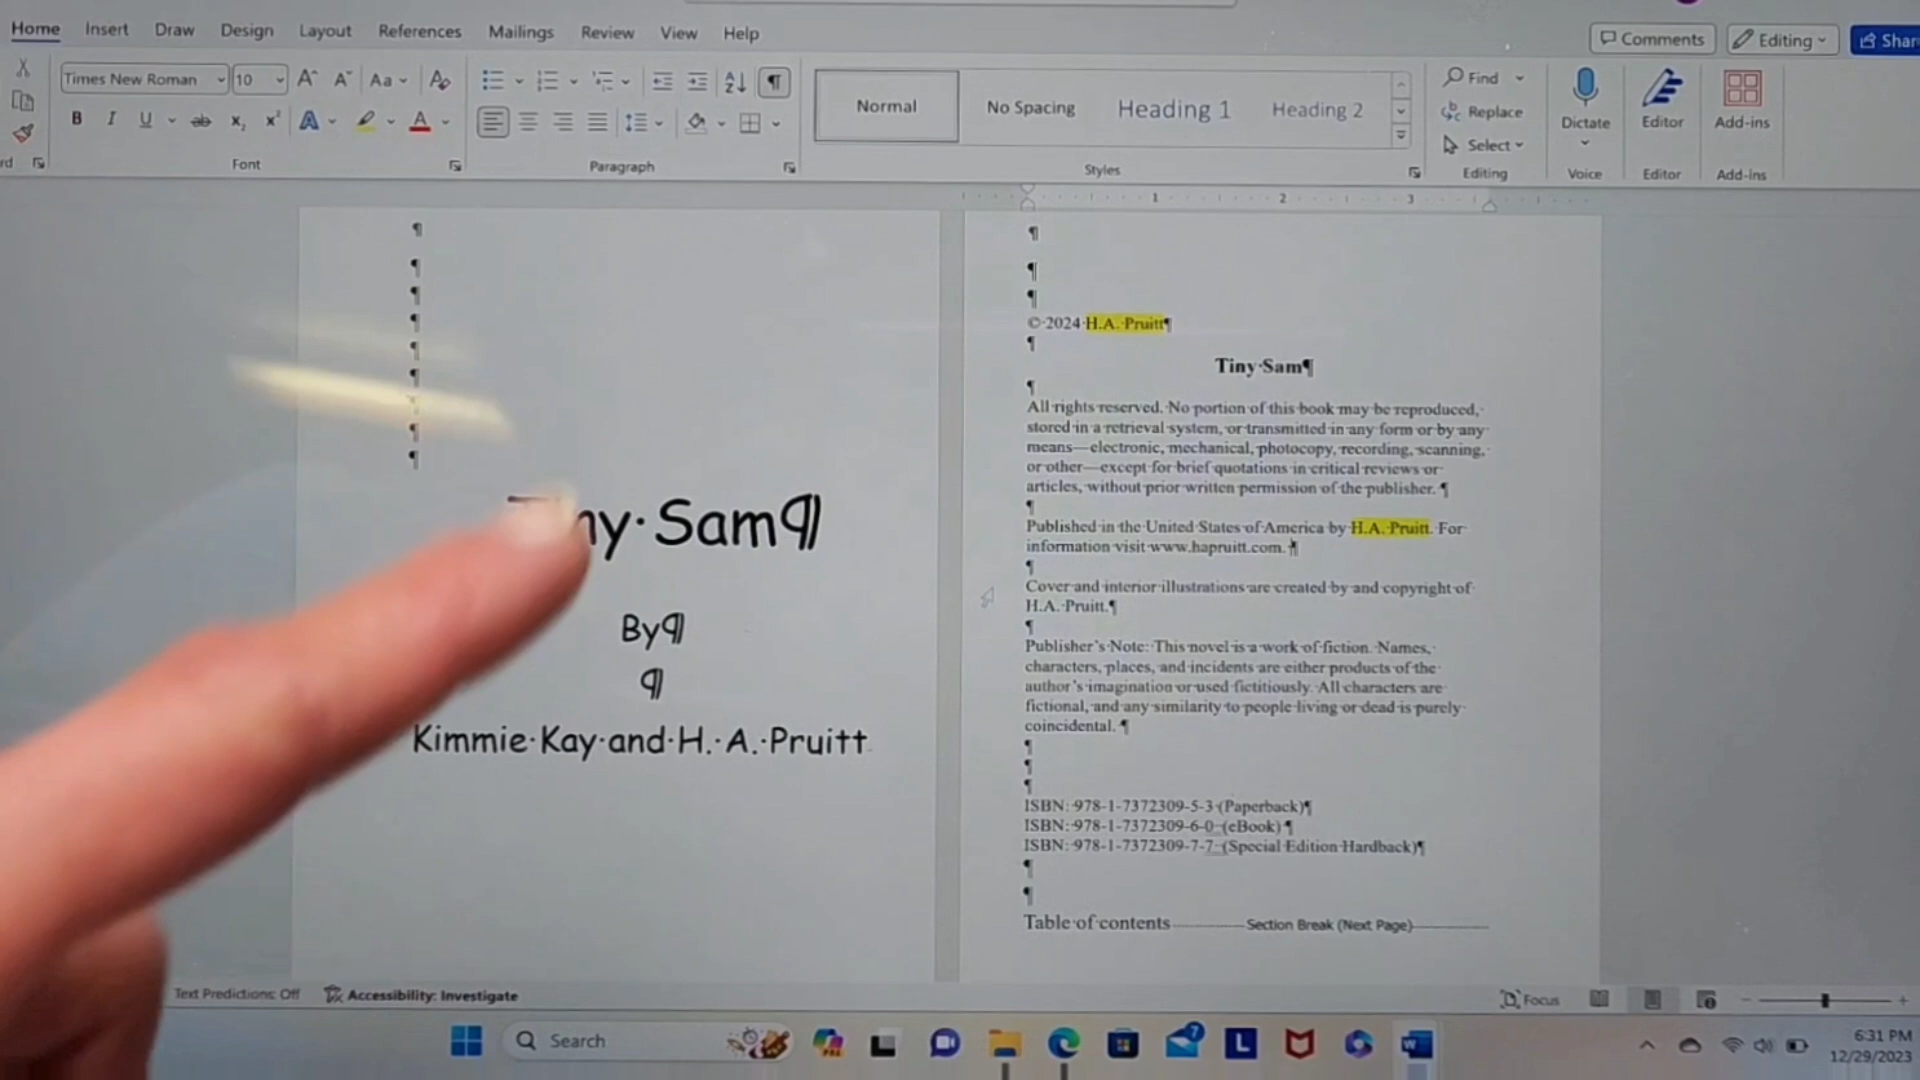 Home Insert Draw Design Layout References Mailings Review View Help
Comments Editing
Times New Roman 10 Aa
Normal No Spacing Heading 1 Heading 2
Find
Replace
Select
Dictate Editor Add-ins
Font Paragraph Styles Editing Voice Editor Add-ins
1 2 3
Sam¶
By¶
¶
Kimmie·Kay·and·H.·A.·Pruitt
©·2024·H.A.·Pruitt¶
Tiny·Sam¶
All·rights·reserved.·No·portion·of·this·book·may·be·reproduced,·
stored·in·a·retrieval·system,·or·transmitted·in·any·form·or·by·any·
means—electronic,·mechanical,·photocopy,·recording,·scanning,·
or·other—except·for·brief·quotations·in·critical·reviews·or·
articles,·without·prior·written·permission·of·the·publisher.·¶
Published·in·the·United·States·of·America·by·H.A.·Pruitt.·For·
information·visit·www.hapruitt.com.·¶
Cover·and·interior·illustrations·are·created·by·and·copyright·of·
H.A.·Pruitt.¶
Publisher's·Note:·This·novel·is·a·work·of·fiction.·Names,·
characters,·places,·and·incidents·are·either·products·of·the·
author's·imagination·or·used·fictitiously.·All·characters·are·
fictional,·and·any·similarity·to·people·living·or·dead·is·purely·
coincidental.·¶
ISBN:·978-1-7372309-5-3·(Paperback)¶
ISBN:·978-1-7372309-6-0·(eBook)·¶
ISBN:·978-1-7372309-7-7·(Special·Edition·Hardback)¶
Table·of·contents Section Break (Next Page)
Text Predictions: Off Accessibility: Investigate Focus
Search
6:31 PM
12/29/2023